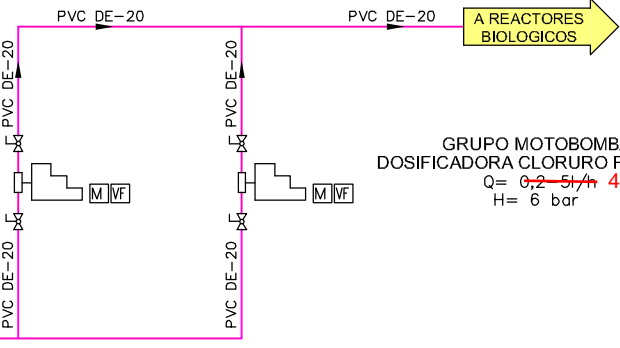 PVC DE-20
PVC DE-20
A REACTORES
BIOLOGICOS
PVC DE-20
PVC DE-20
GRUPO MOTOBOMBA
DOSIFICADORA CLORURO
Q= 0,2-5l/h 4
H= 6 bar
M VF
M VF
PVC DE-20
PVC DE-20